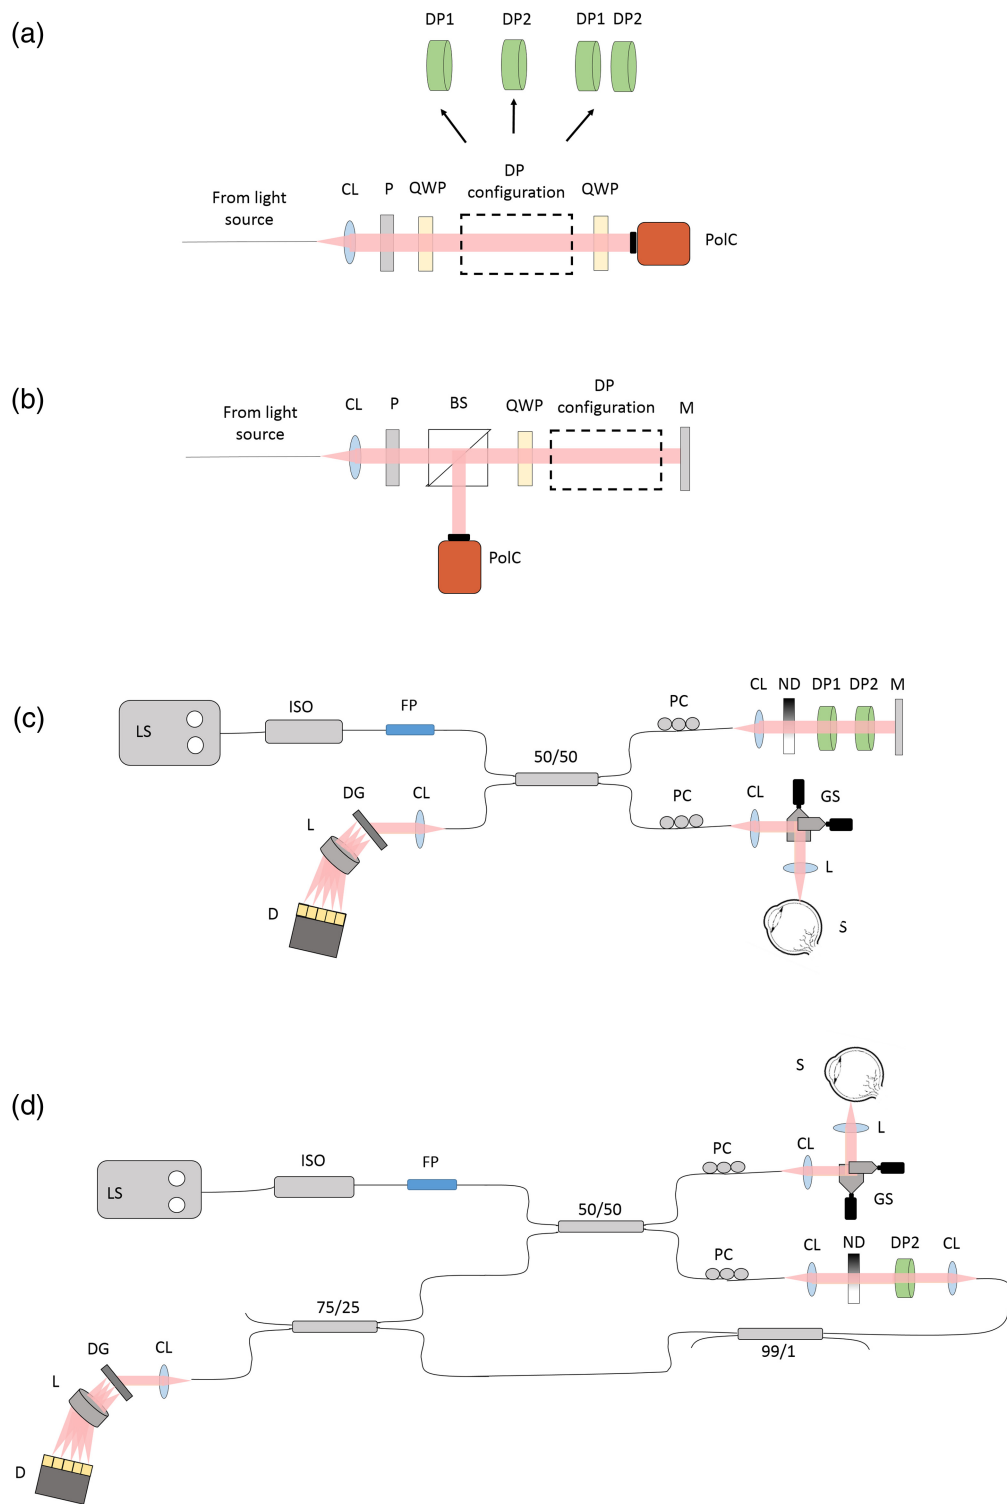 (a)
DP1 DP2 DP1 DP2
From light
source
CL P QWP
DP
configuration
QWP
PolC
(b)
From light
source
CL P BS QWP
DP
configuration
M
PolC
(c)
LS
ISO
FP
50/50
PC
CL ND DP1 DP2 M
PC
CL
GS
L
S
DG
CL
L
D
(d)
S
L
PC
CL
GS
LS
ISO
FP
50/50
PC
CL ND DP2 CL
75/25
99/1
DG
CL
L
D